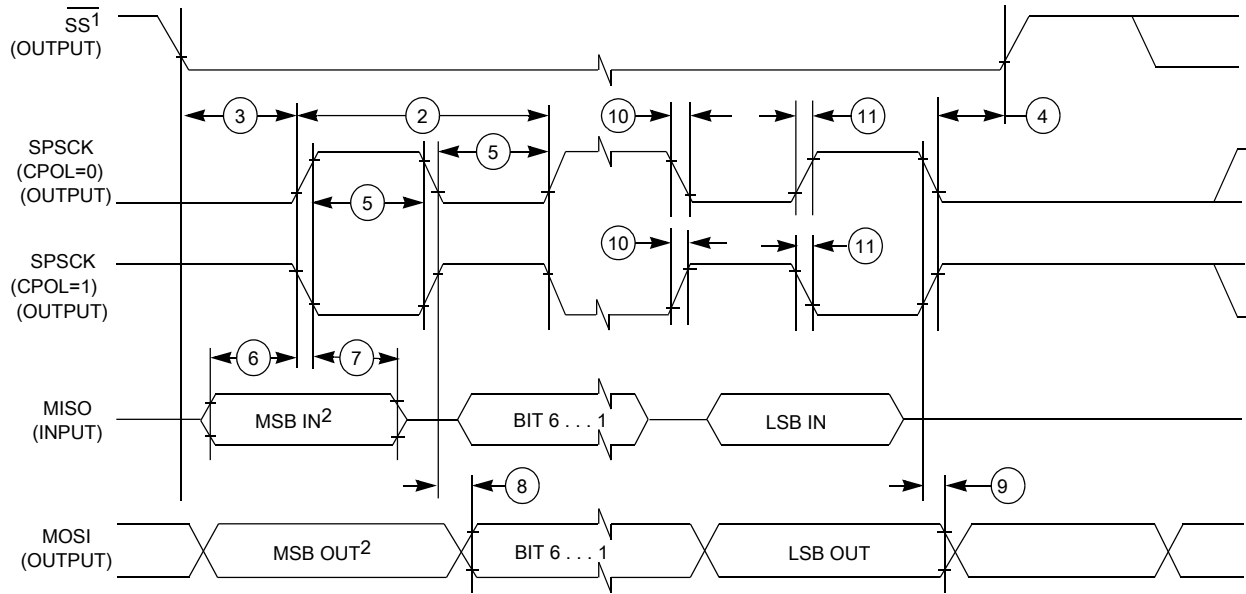 SS1
(OUTPUT)
3
2
10
11
4
SPSCK
(CPOL=0)
(OUTPUT)
5
5
10
11
SPSCK
(CPOL=1)
(OUTPUT)
6
7
MISO
(INPUT)
MSB IN2
BIT 6 . . . 1
LSB IN
8
9
MOSI
(OUTPUT)
MSB OUT2
BIT 6 . . . 1
LSB OUT